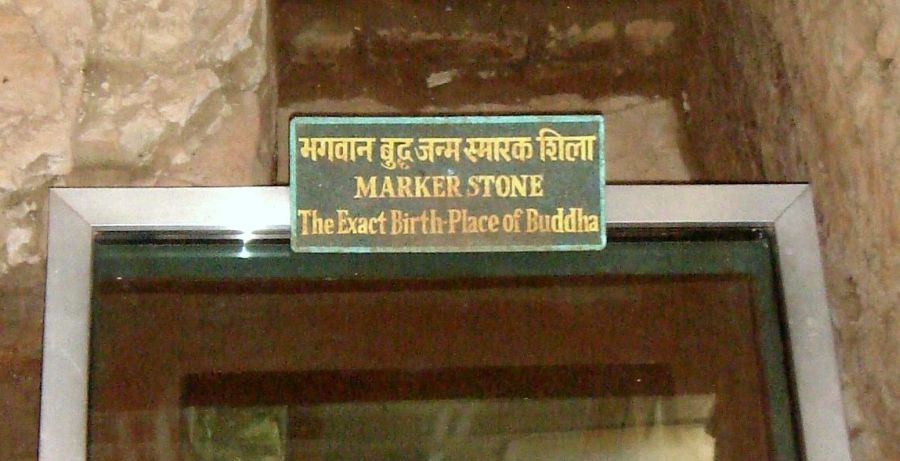 भगवान बुद्ध जन्म स्मारक शिला
MARKER STONE
The Exact Birth-Place of Buddha